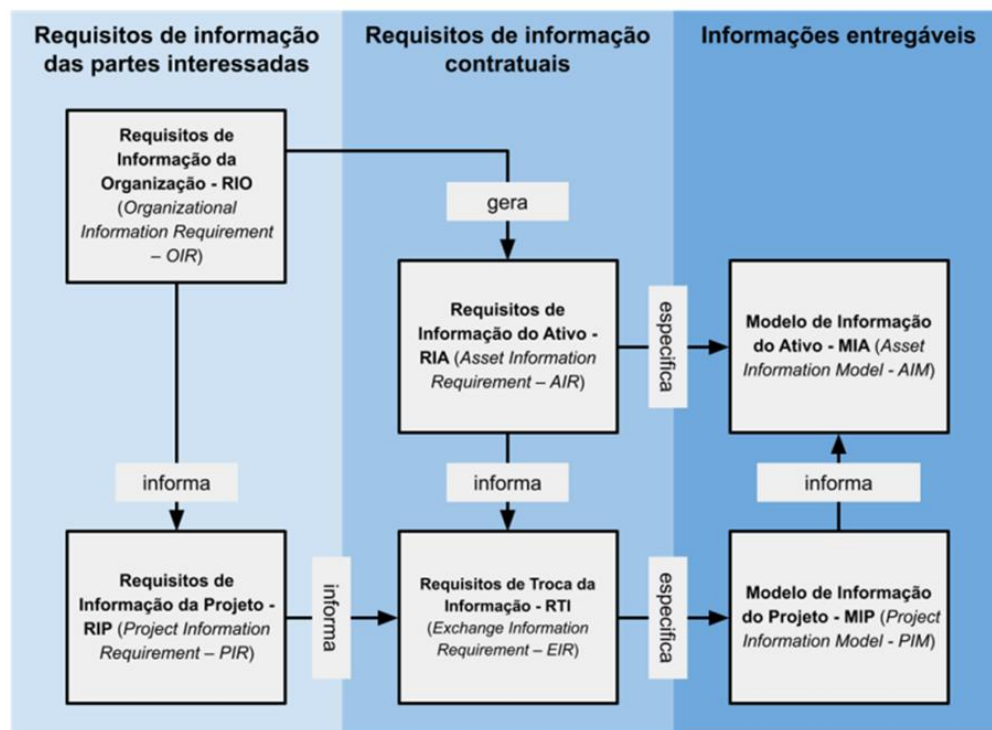 Requisitos de informação
das partes interessadas
Requisitos de informação
contratuais
Informações entregáveis
Requisitos de
Informação da
Organização - RIO
(Organizational
Information Requirement
– OIR)
gera
Requisitos de
Informação do Ativo -
RIA (Asset Information
Requirement – AIR)
especifica
Modelo de Informação
do Ativo - MIA (Asset
Information Model - AIM)
informa
informa
informa
Requisitos de
Informação da Projeto -
RIP (Project Information
Requirement – PIR)
informa
Requisitos de Troca da
Informação - RTI
(Exchange Information
Requirement – EIR)
especifica
Modelo de Informação
do Projeto - MIP (Project
Information Model - PIM)